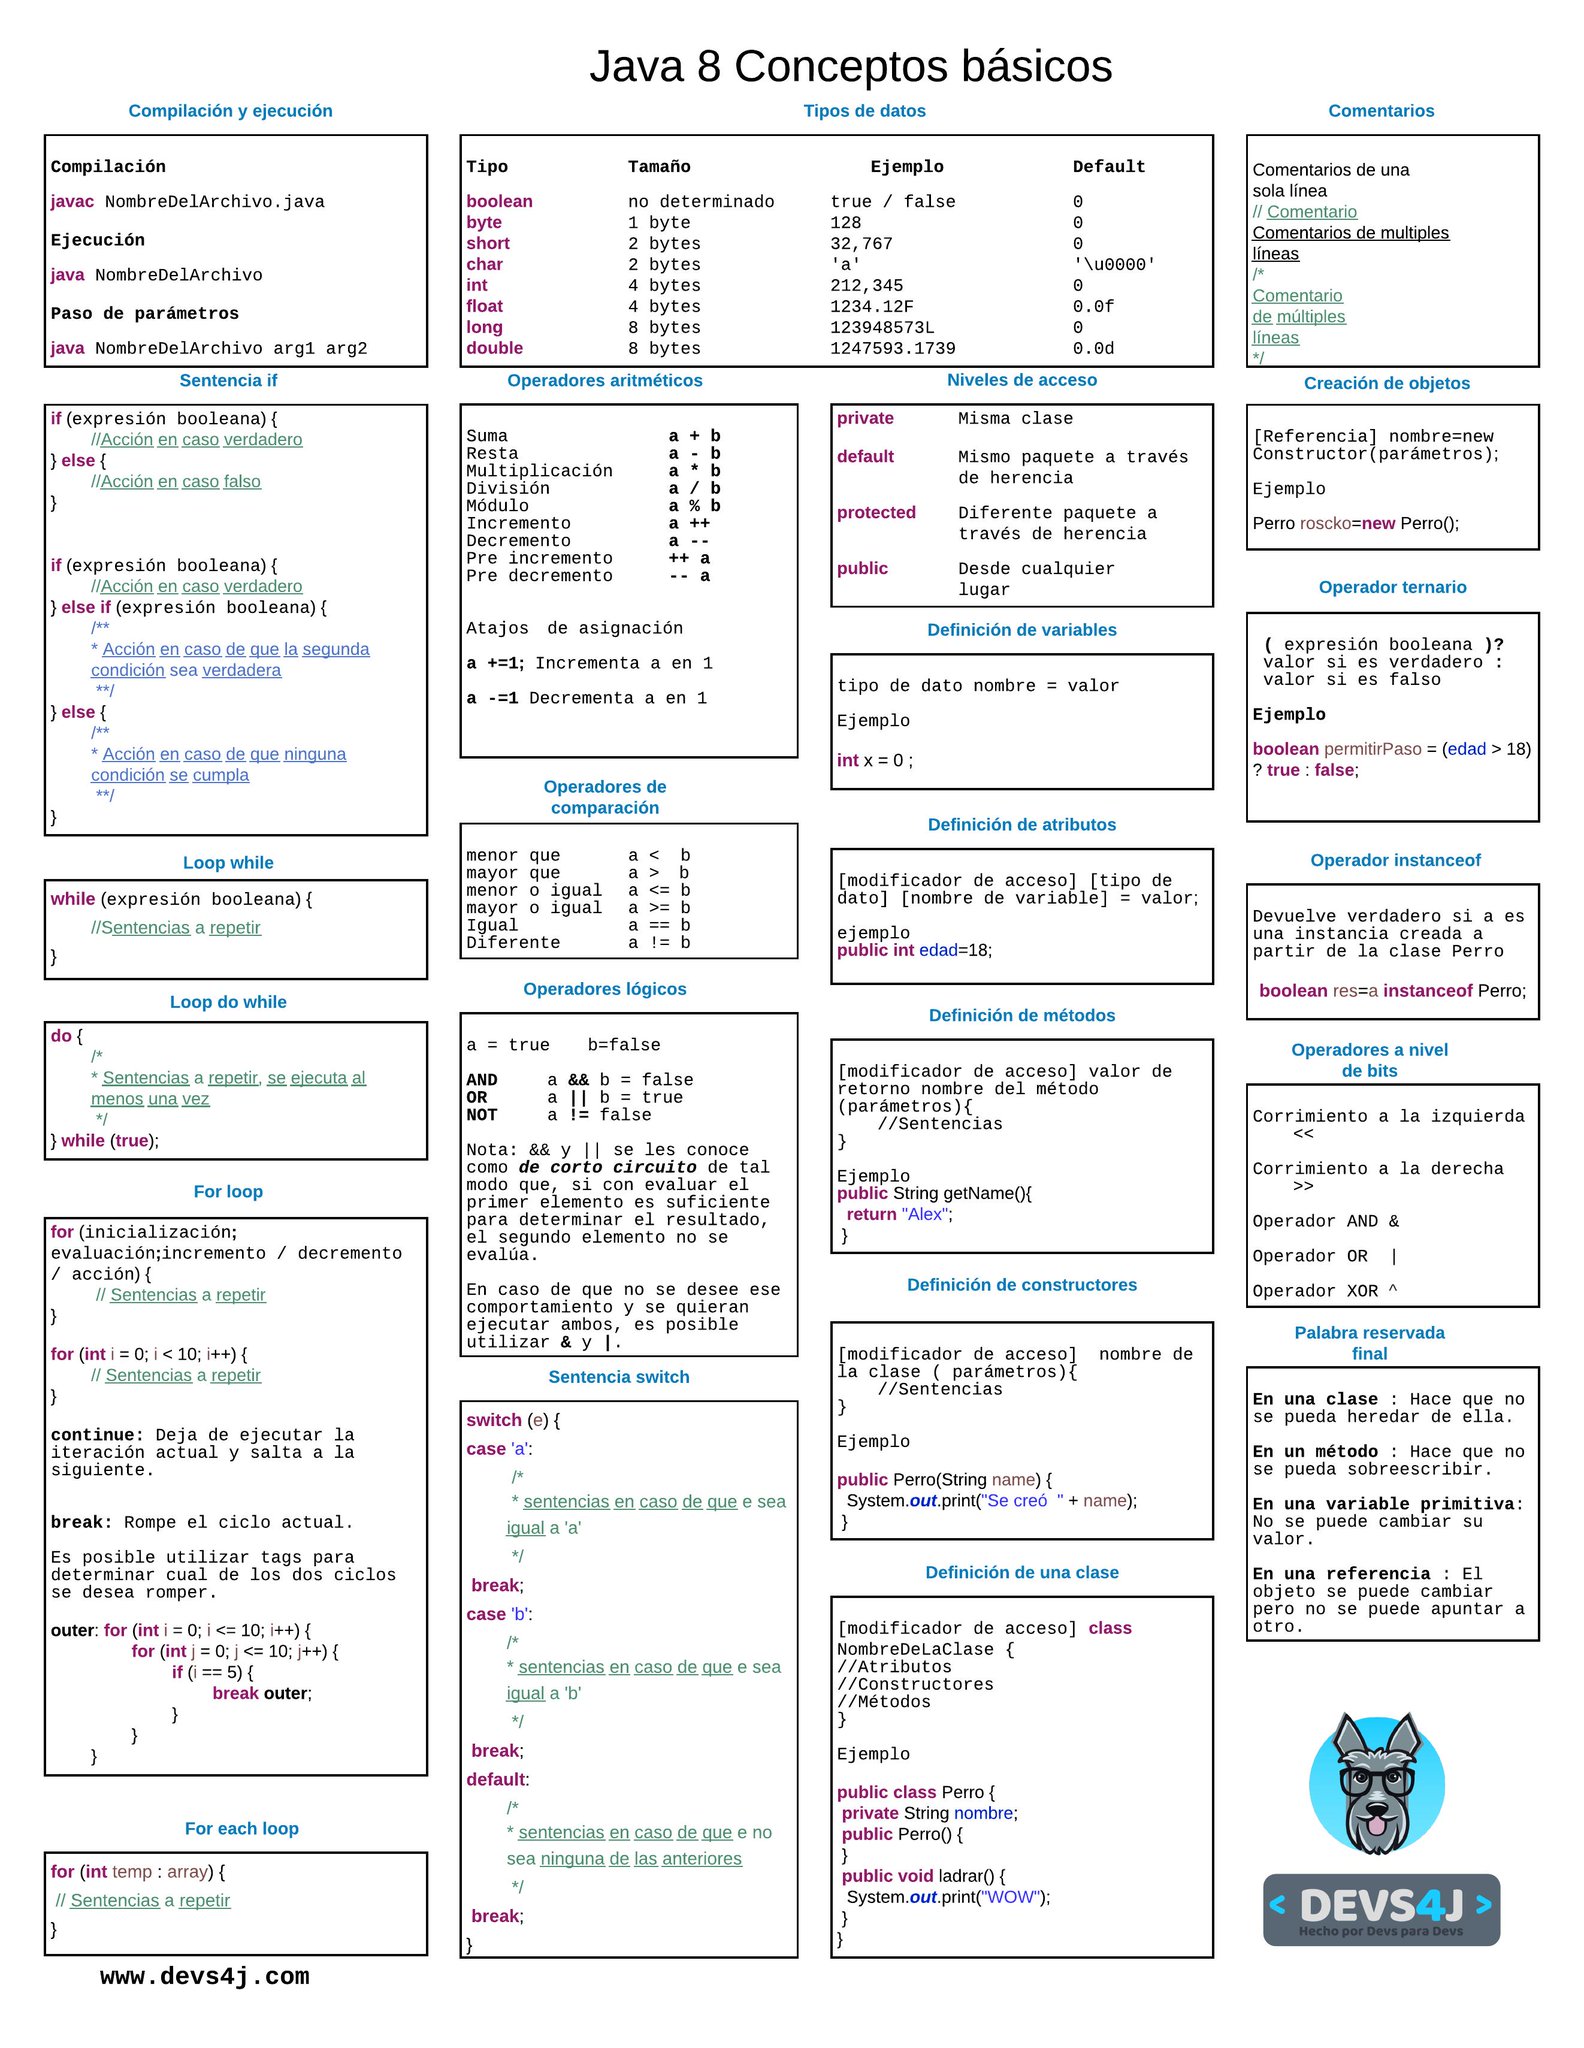 Java 8 Conceptos básicos
Compilación y ejecución
Compilación
javac NombreDelArchivo.java
Ejecución
java NombreDelArchivo
Paso de parámetros
java NombreDelArchivo arg1 arg2
Sentencia if
if (expresión booleana) {
//Acción en caso verdadero
} else {
//Acción en caso falso
}
if (expresión booleana) {
//Acción en caso verdadero
} else if (expresión booleana) {
/**
* Acción en caso de que la segunda
condición sea verdadera
**/
} else {
/**
* Acción en caso de que ninguna
condición se cumpla
**/
}
Loop while
while (expresión booleana) {
//Sentencias a repetir
}
Loop do while
do {
/*
* Sentencias a repetir, se ejecuta al
menos una vez
*/
} while (true);
For loop
for (inicialización;
evaluación;incremento / decremento
/ acción) {
// Sentencias a repetir
}
for (int i = 0; i < 10; i++) {
// Sentencias a repetir
}
continue: Deja de ejecutar la
iteración actual y salta a la
siguiente.
break: Rompe el ciclo actual.
Es posible utilizar tags para
determinar cual de los dos ciclos
se desea romper.
outer: for (int i = 0; i <= 10; i++) {
for (int j = 0; j <= 10; j++) {
if (i == 5) {
break outer;
}
}
}
For each loop
for (int temp : array) {
// Sentencias a repetir
}
www.devs4j.com
Tipos de datos
Tipo Tamaño Ejemplo Default
boolean no determinado true / false 0
byte 1 byte 128 0
short 2 bytes 32,767 0
char 2 bytes 'a' '\u0000'
int 4 bytes 212,345 0
float 4 bytes 1234.12F 0.0f
long 8 bytes 123948573L 0
double 8 bytes 1247593.1739 0.0d
Operadores aritméticos
Suma a + b
Resta a - b
Multiplicación a * b
División a / b
Módulo a % b
Incremento a ++
Decremento a --
Pre incremento ++ a
Pre decremento -- a
Atajos de asignación
a +=1; Incrementa a en 1
a -=1 Decrementa a en 1
Operadores de
comparación
menor que a < b
mayor que a > b
menor o igual a <= b
mayor o igual a >= b
Igual a == b
Diferente a != b
Operadores lógicos
a = true b=false
AND a && b = false
OR a || b = true
NOT a != false
Nota: && y || se les conoce
como de corto circuito de tal
modo que, si con evaluar el
primer elemento es suficiente
para determinar el resultado,
el segundo elemento no se
evalúa.
En caso de que no se desee ese
comportamiento y se quieran
ejecutar ambos, es posible
utilizar & y |.
Sentencia switch
switch (e) {
case 'a':
/*
* sentencias en caso de que e sea
igual a 'a'
*/
break;
case 'b':
/*
* sentencias en caso de que e sea
igual a 'b'
*/
break;
default:
/*
* sentencias en caso de que e no
sea ninguna de las anteriores
*/
break;
}
Niveles de acceso
private Misma clase
default Mismo paquete a través
de herencia
protected Diferente paquete a
través de herencia
public Desde cualquier
lugar
Definición de variables
tipo de dato nombre = valor
Ejemplo
int x = 0 ;
Definición de atributos
[modificador de acceso] [tipo de
dato] [nombre de variable] = valor;
ejemplo
public int edad=18;
Definición de métodos
[modificador de acceso] valor de
retorno nombre del método
(parámetros){
//Sentencias
}
Ejemplo
public String getName(){
return "Alex";
}
Definición de constructores
[modificador de acceso] nombre de
la clase ( parámetros){
//Sentencias
}
Ejemplo
public Perro(String name) {
System.out.print("Se creó " + name);
}
Definición de una clase
[modificador de acceso] class
NombreDeLaClase {
//Atributos
//Constructores
//Métodos
}
Ejemplo
public class Perro {
private String nombre;
public Perro() {
}
public void ladrar() {
System.out.print("WOW");
}
}
Comentarios
Comentarios de una
sola línea
// Comentario
Comentarios de multiples
líneas
/*
Comentario
de múltiples
líneas
*/
Creación de objetos
[Referencia] nombre=new
Constructor(parámetros);
Ejemplo
Perro roscko=new Perro();
Operador ternario
( expresión booleana )?
valor si es verdadero :
valor si es falso
Ejemplo
boolean permitirPaso = (edad > 18)
? true : false;
Operador instanceof
Devuelve verdadero si a es
una instancia creada a
partir de la clase Perro
boolean res=a instanceof Perro;
Operadores a nivel
de bits
Corrimiento a la izquierda
<<
Corrimiento a la derecha
>>
Operador AND &
Operador OR |
Operador XOR ^
Palabra reservada
final
En una clase : Hace que no
se pueda heredar de ella.
En un método : Hace que no
se pueda sobreescribir.
En una variable primitiva:
No se puede cambiar su
valor.
En una referencia : El
objeto se puede cambiar
pero no se puede apuntar a
otro.
< DEVS4J >
Hecho por Devs para Devs